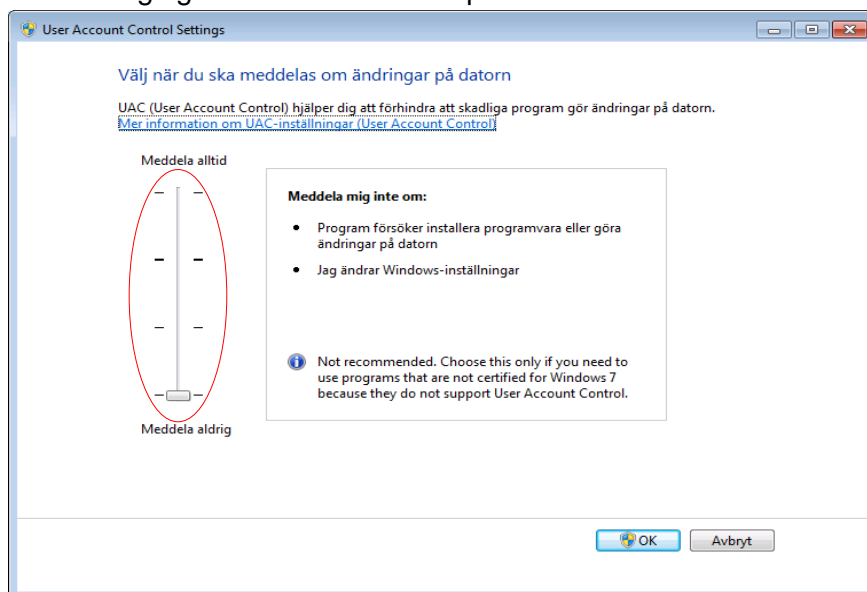 User Account Control Settings
Välj när du ska meddelas om ändringar på datorn
UAC (User Account Control) hjälper dig att förhindra att skadliga program gör ändringar på datorn.
Mer information om UAC-inställningar (User Account Control)
Meddela alltid
Meddela mig inte om:
• Program försöker installera programvara eller göra
ändringar på datorn
• Jag ändrar Windows-inställningar
Not recommended. Choose this only if you need to
use programs that are not certified for Windows 7
because they do not support User Account Control.
Meddela aldrig
OK
Avbryt